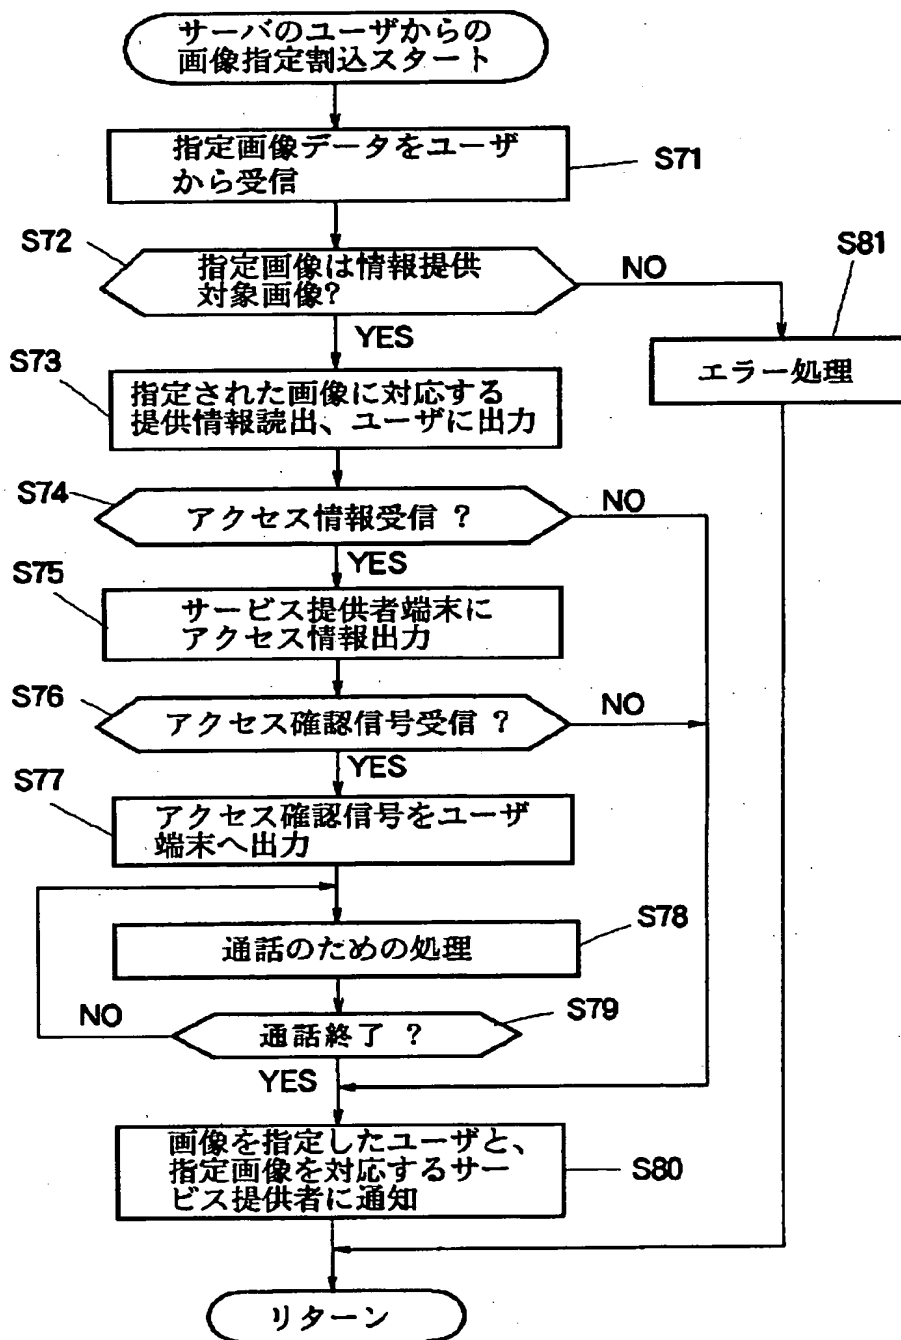 サーバのユーザからの
画像指定割込スタート
指定画像データをユーザ
から受信
S71
S72
指定画像は情報提供
対象画像?
NO
S81
YES
エラー処理
S73
指定された画像に対応する
提供情報読出、ユーザに出力
S74
アクセス情報受信 ?
NO
YES
S75
サービス提供者端末に
アクセス情報出力
S76
アクセス確認信号受信 ?
NO
YES
S77
アクセス確認信号をユーザ
端末へ出力
通話のための処理
S78
NO
通話終了 ?
S79
YES
画像を指定したユーザと、
指定画像を対応するサー
ビス提供者に通知
S80
リターン